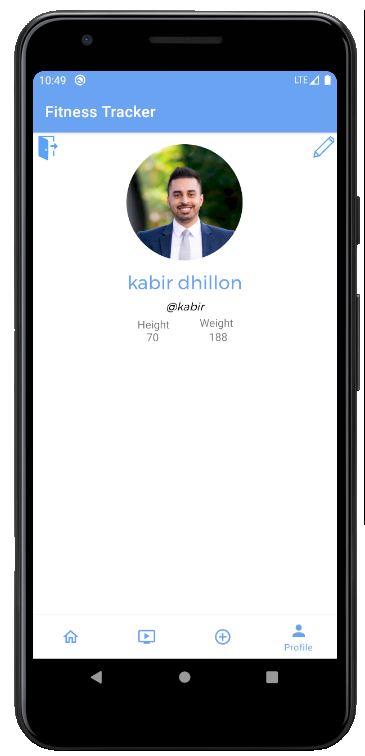 10:49 LTE
Fitness Tracker
kabir dhillon
@kabir
Height Weight
70 188
Profile